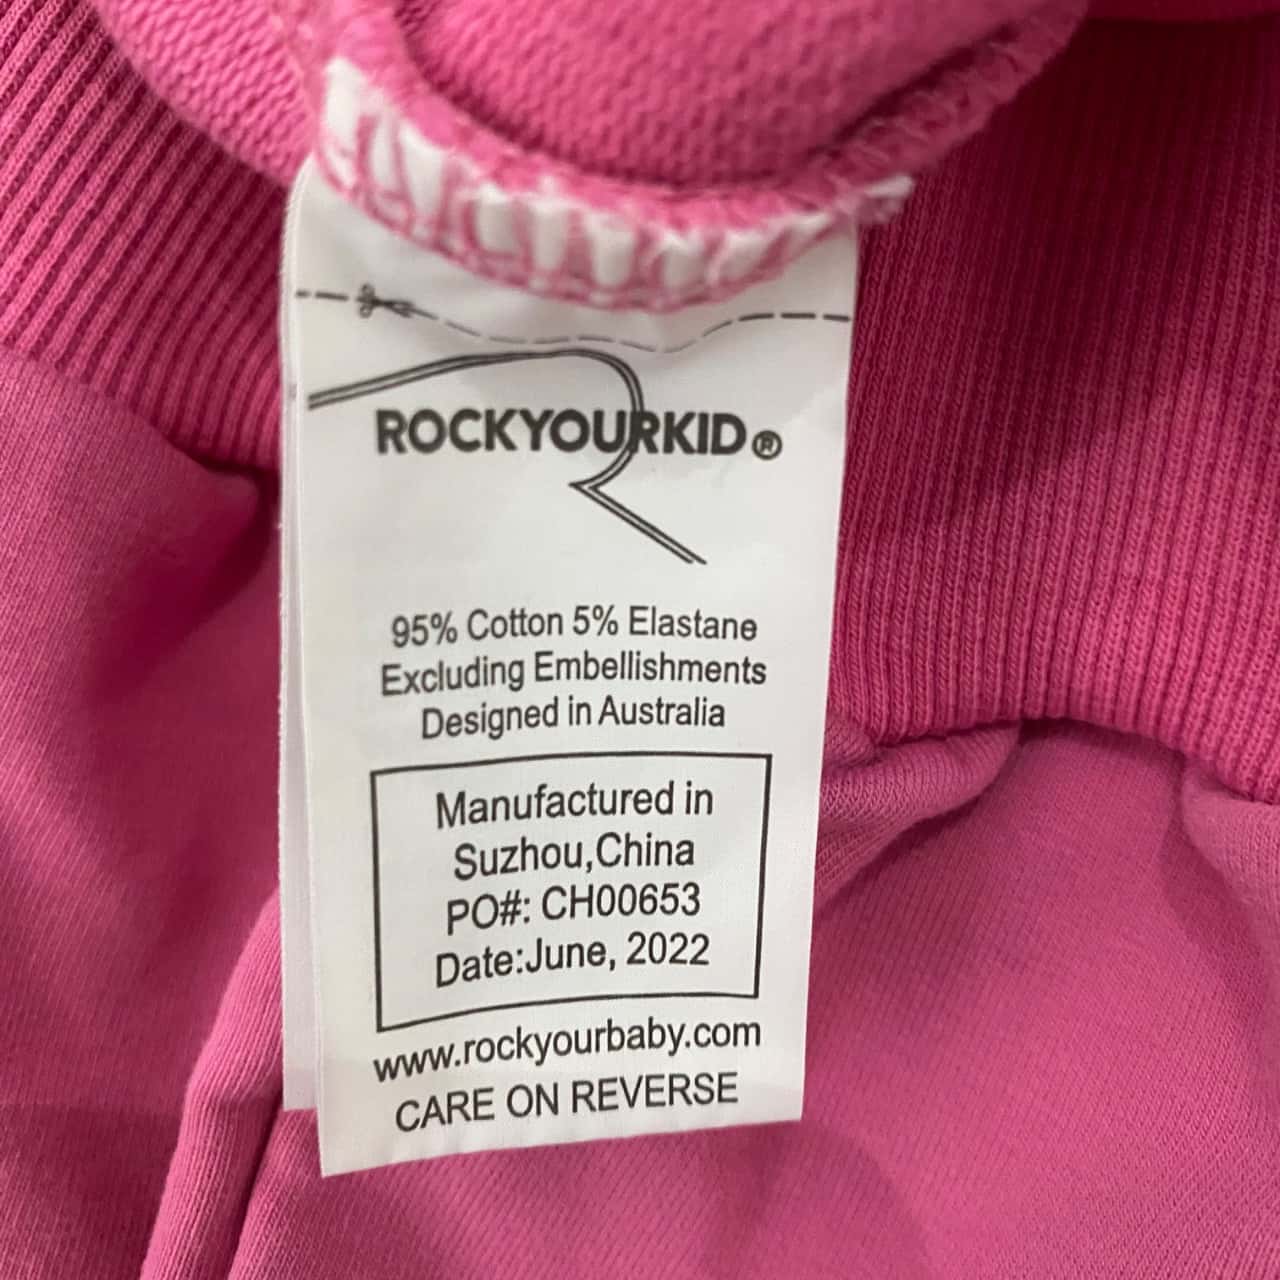 ROCKYOURKID®
95% Cotton 5% Elastane
Excluding Embellishments
Designed in Australia
Manufactured in
Suzhou,China
PO#: CH00653
Date:June, 2022
www.rockyourbaby.com
CARE ON REVERSE